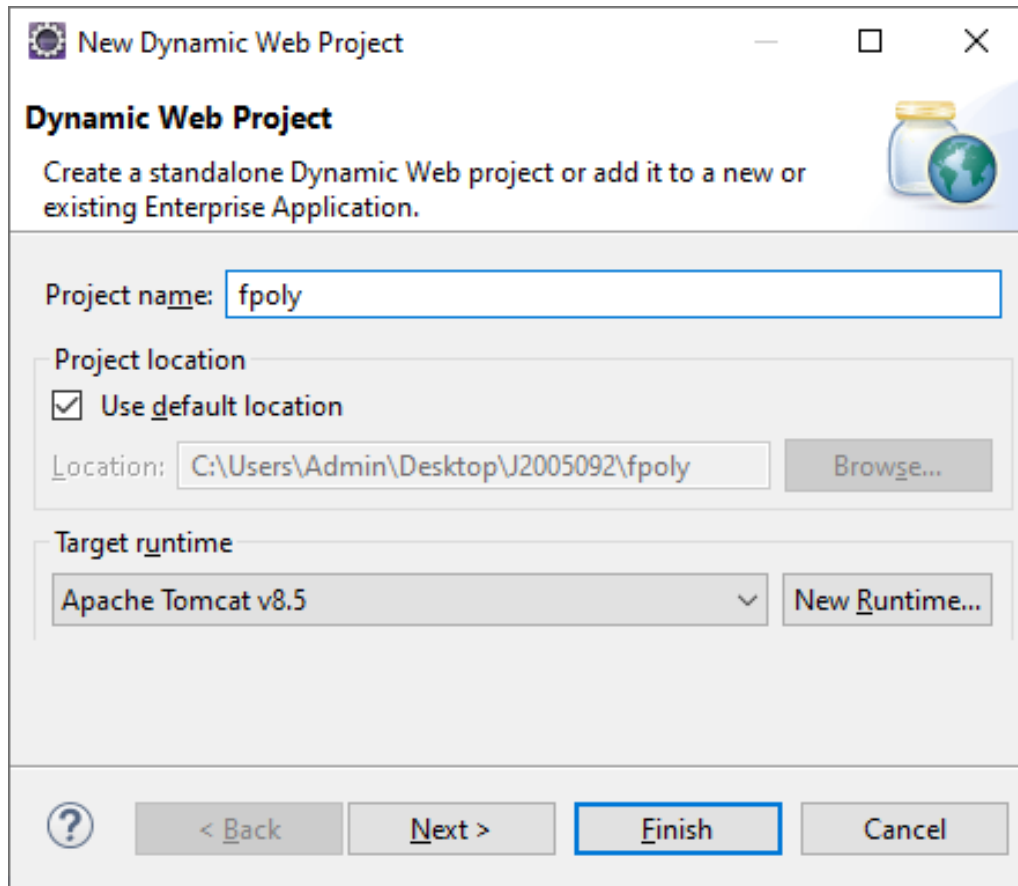 New Dynamic Web Project
Dynamic Web Project
Create a standalone Dynamic Web project or add it to a new or
existing Enterprise Application.
Project name: fpoly
Project location
Use default location
Location: C:\Users\Admin\Desktop\J2005092\fpoly Browse...
Target runtime
Apache Tomcat v8.5 New Runtime...
? < Back Next > Finish Cancel